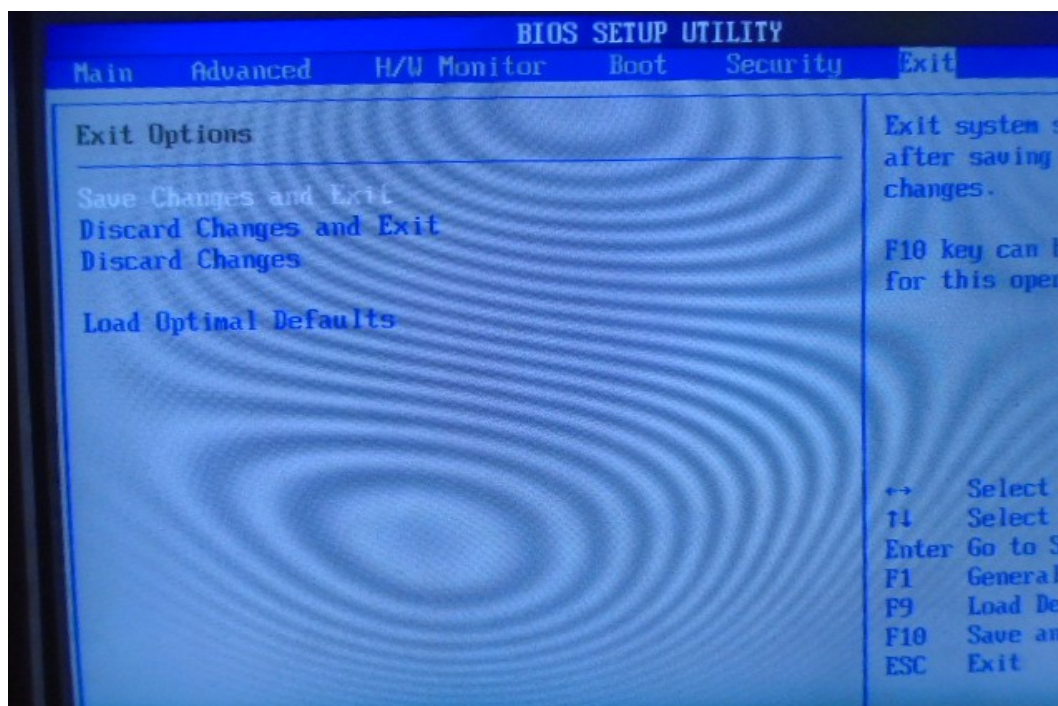 BIOS SETUP UTILITY
Main Advanced H/W Monitor Boot Security Exit
Exit Options
Save Changes and Exit
Discard Changes and Exit
Discard Changes
Load Optimal Defaults
Exit system
after saving
changes.
F10 key can
for this
↔ Select
↑↓ Select
Enter Go to
F1 General
F9 Load
F10 Save
ESC Exit